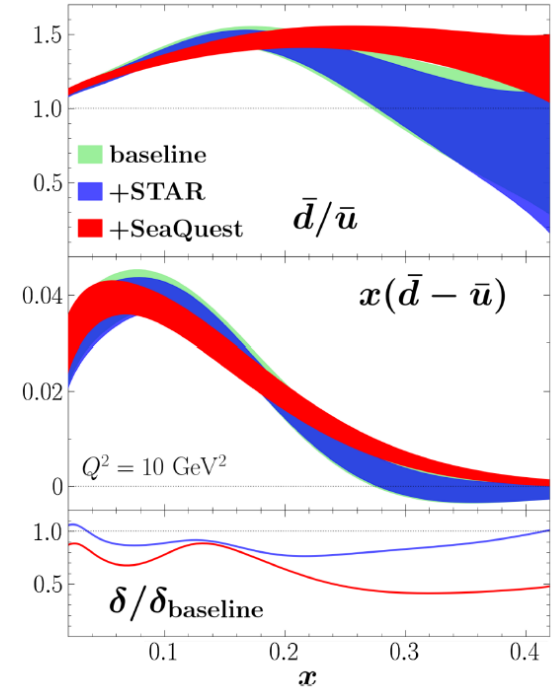 1.5
1.0
0.5
baseline
+STAR
+SeaQuest
d̄/ū
0.04
0.02
0
x(d̄ − ū)
Q² = 10 GeV²
1.0
0.5
δ/δbaseline
0.1 0.2 0.3 0.4
x